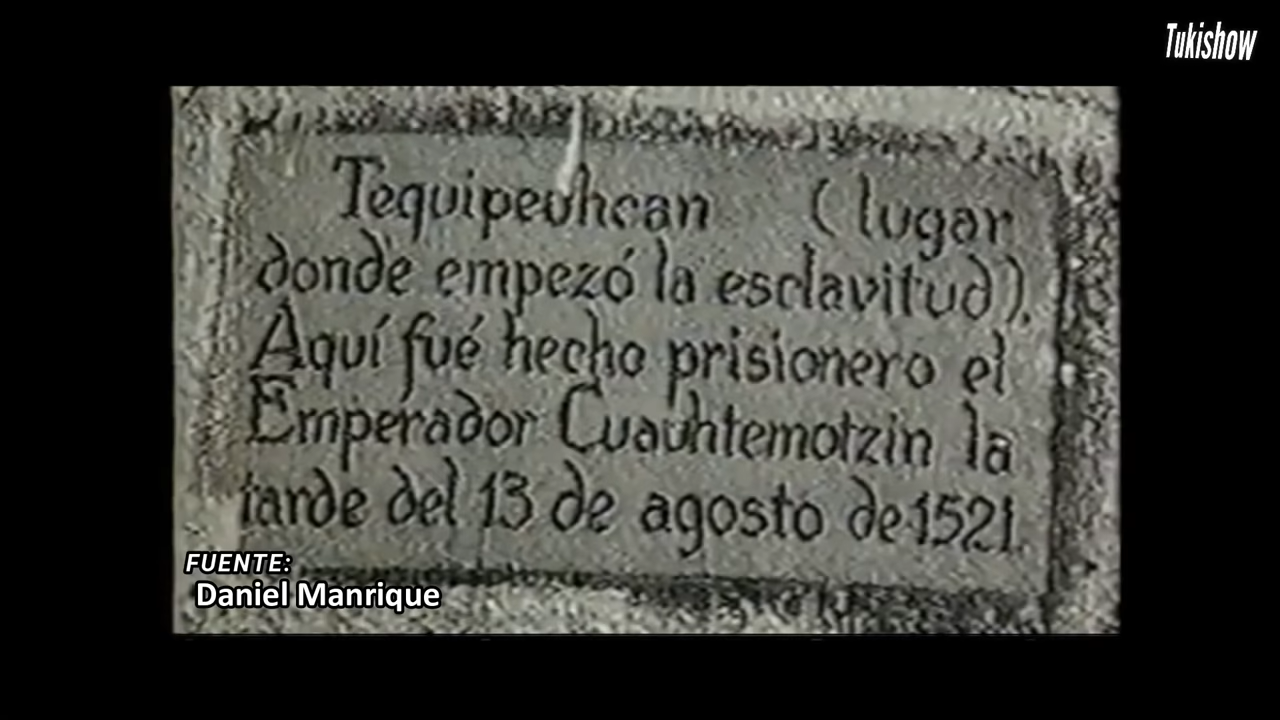 Tukishow
Tequipeuhcan (lugar
donde empezó la esclavitud).
Aquí fué hecho prisionero el
Emperador Cuauhtemotzin la
tarde del 13 de agosto de 1521.
FUENTE:
Daniel Manrique